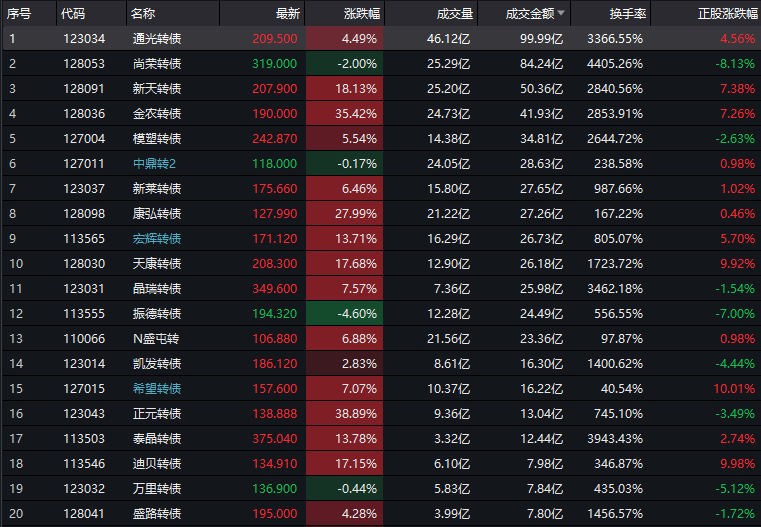 序号 代码 名称 最新 涨跌幅 成交量 成交金额 换手率 正股涨跌幅
1 123034 通光转债 209.500 4.49% 46.12亿 99.99亿 3366.55% 4.56%
2 128053 尚荣转债 319.000 -2.00% 25.29亿 84.24亿 4405.26% -8.13%
3 128091 新天转债 207.900 18.13% 25.20亿 50.36亿 2840.56% 7.38%
4 128036 金农转债 190.000 35.42% 24.73亿 41.93亿 2853.91% 7.26%
5 127004 模塑转债 242.870 5.54% 14.38亿 34.81亿 2644.72% -2.63%
6 127011 中鼎转2 118.000 -0.17% 24.05亿 28.63亿 238.58% 0.98%
7 123037 新莱转债 175.660 6.46% 15.80亿 27.65亿 987.66% 1.02%
8 128098 康弘转债 127.990 27.99% 21.22亿 27.26亿 167.22% 0.46%
9 113565 宏辉转债 171.120 13.71% 16.29亿 26.73亿 805.07% 5.70%
10 128030 天康转债 208.300 17.68% 12.90亿 26.18亿 1723.72% 9.92%
11 123031 晶瑞转债 349.600 7.57% 7.36亿 25.98亿 3462.18% -1.54%
12 113555 振德转债 194.320 -4.60% 12.28亿 24.49亿 556.55% -7.00%
13 110066 N盛屯转 106.880 6.88% 21.56亿 23.36亿 97.87% 0.98%
14 123014 凯发转债 186.120 2.83% 8.61亿 16.30亿 1400.62% -4.44%
15 127015 希望转债 157.600 7.07% 10.37亿 16.22亿 40.54% 10.01%
16 123043 正元转债 138.888 38.89% 9.36亿 13.04亿 745.10% -3.49%
17 113503 泰晶转债 375.040 13.78% 3.32亿 12.44亿 3943.43% 2.74%
18 113546 迪贝转债 134.910 17.15% 6.10亿 7.98亿 346.87% 9.98%
19 123032 万里转债 136.900 -0.44% 5.83亿 7.84亿 435.03% -5.12%
20 128041 盛路转债 195.000 4.28% 3.99亿 7.80亿 1456.57% -1.72%